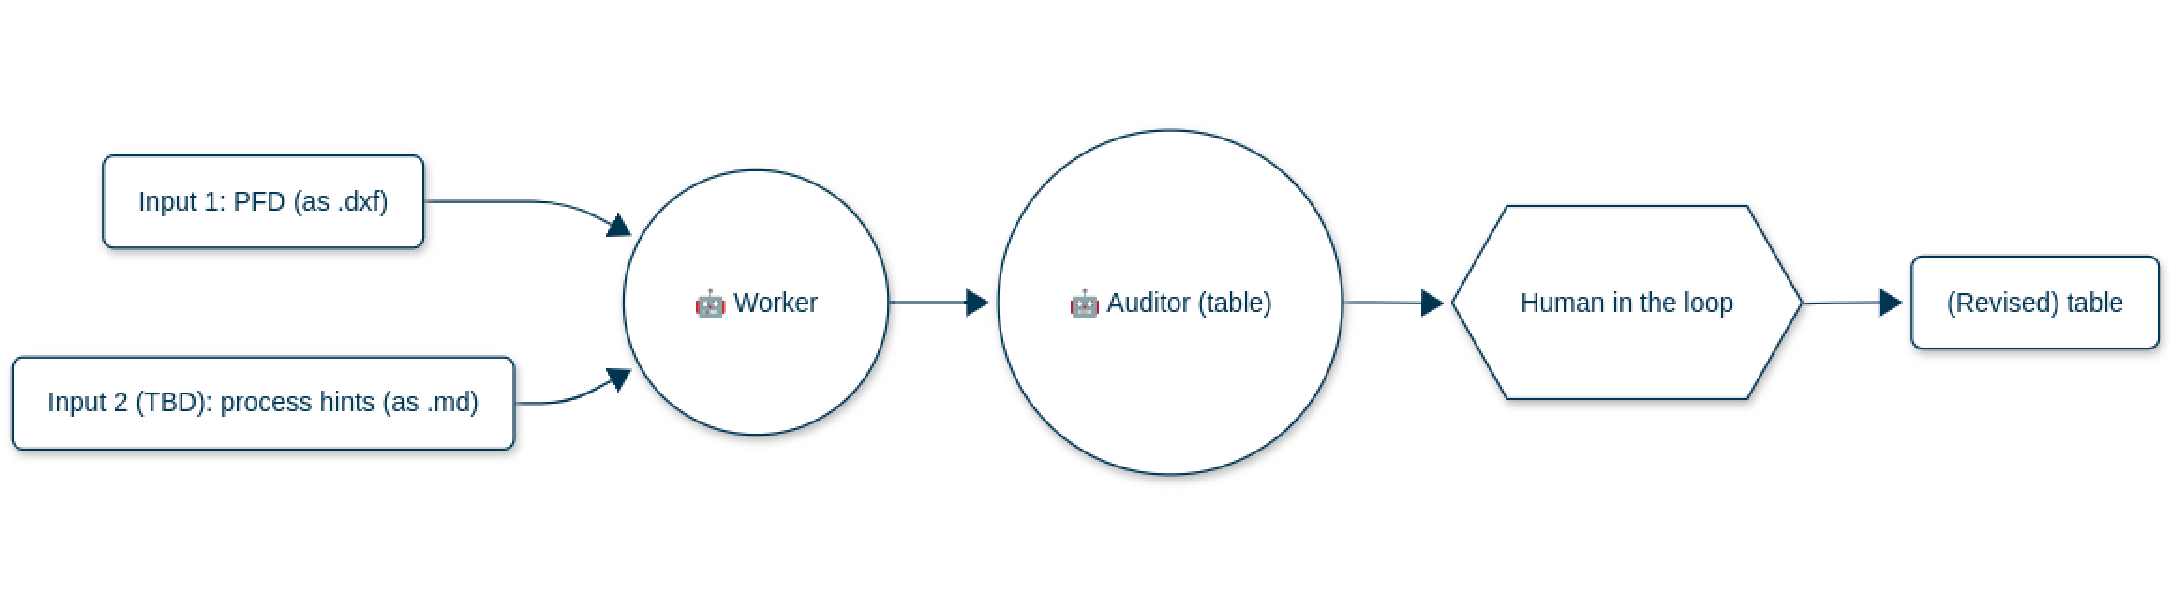 Input 1: PFD (as .dxf)
Input 2 (TBD): process hints (as .md)
🤖 Worker
🤖 Auditor (table)
Human in the loop
(Revised) table